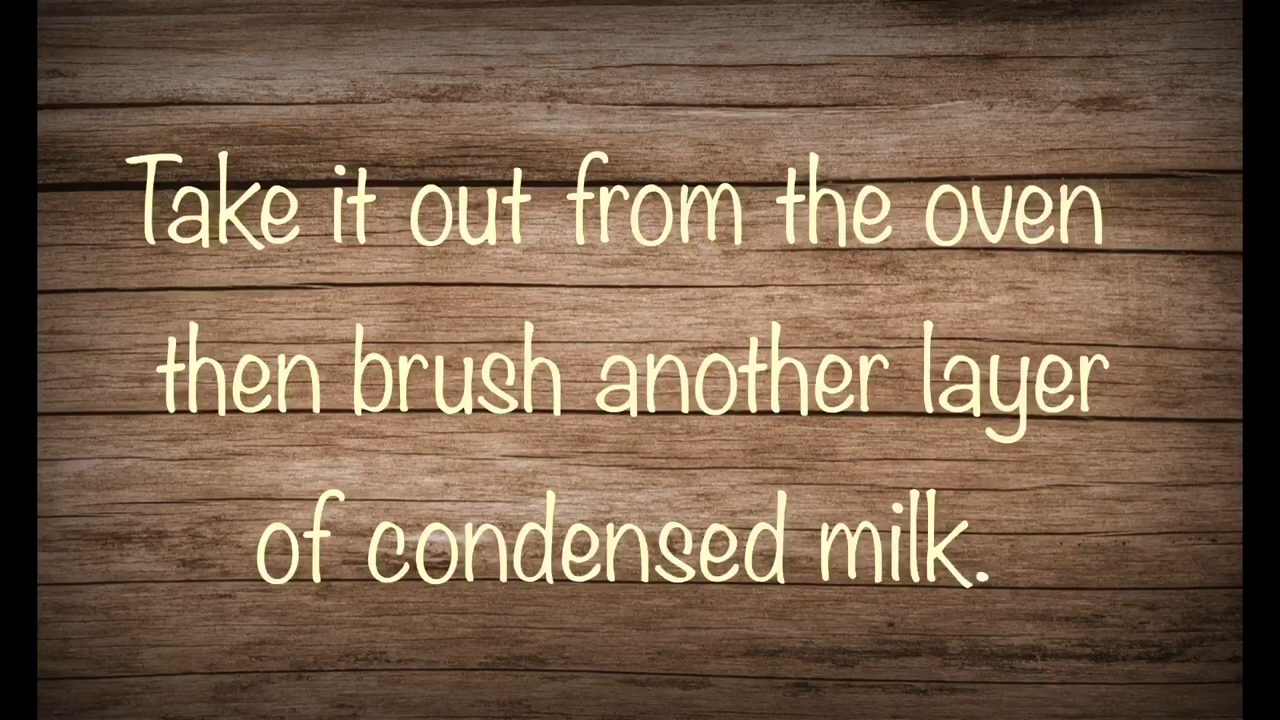 Take it out from the oven
then brush another layer
of condensed milk.